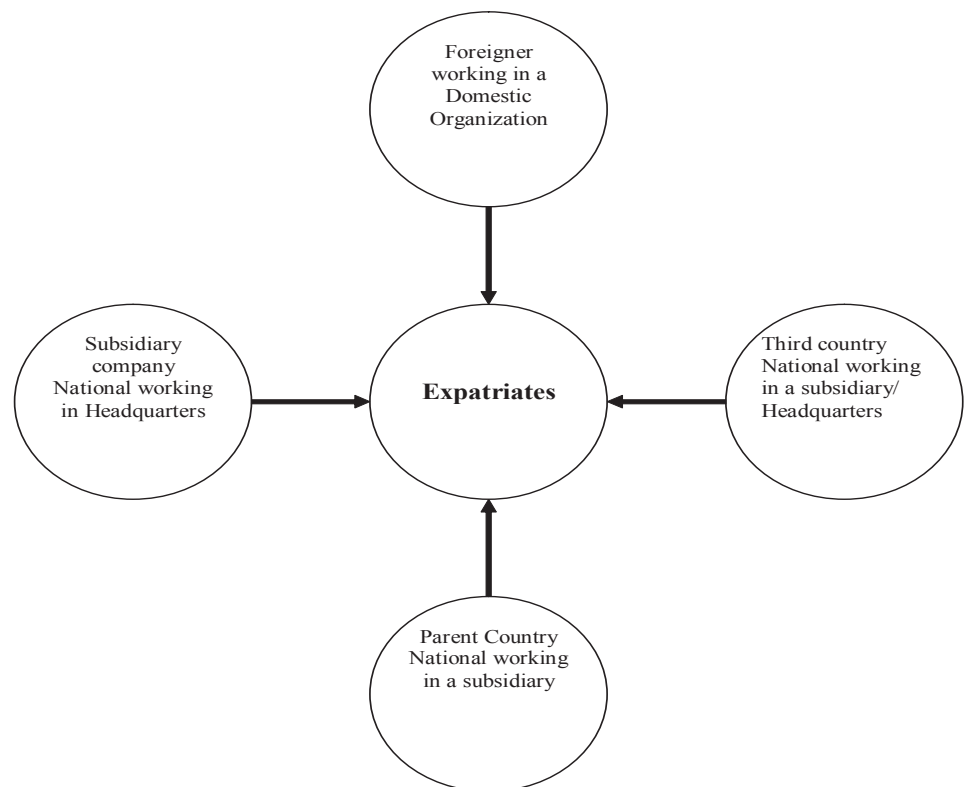 Foreigner
working in a
Domestic
Organization
Subsidiary
company
National working
in Headquarters
Expatriates
Third country
National working
in a subsidiary/
Headquarters
Parent Country
National working
in a subsidiary